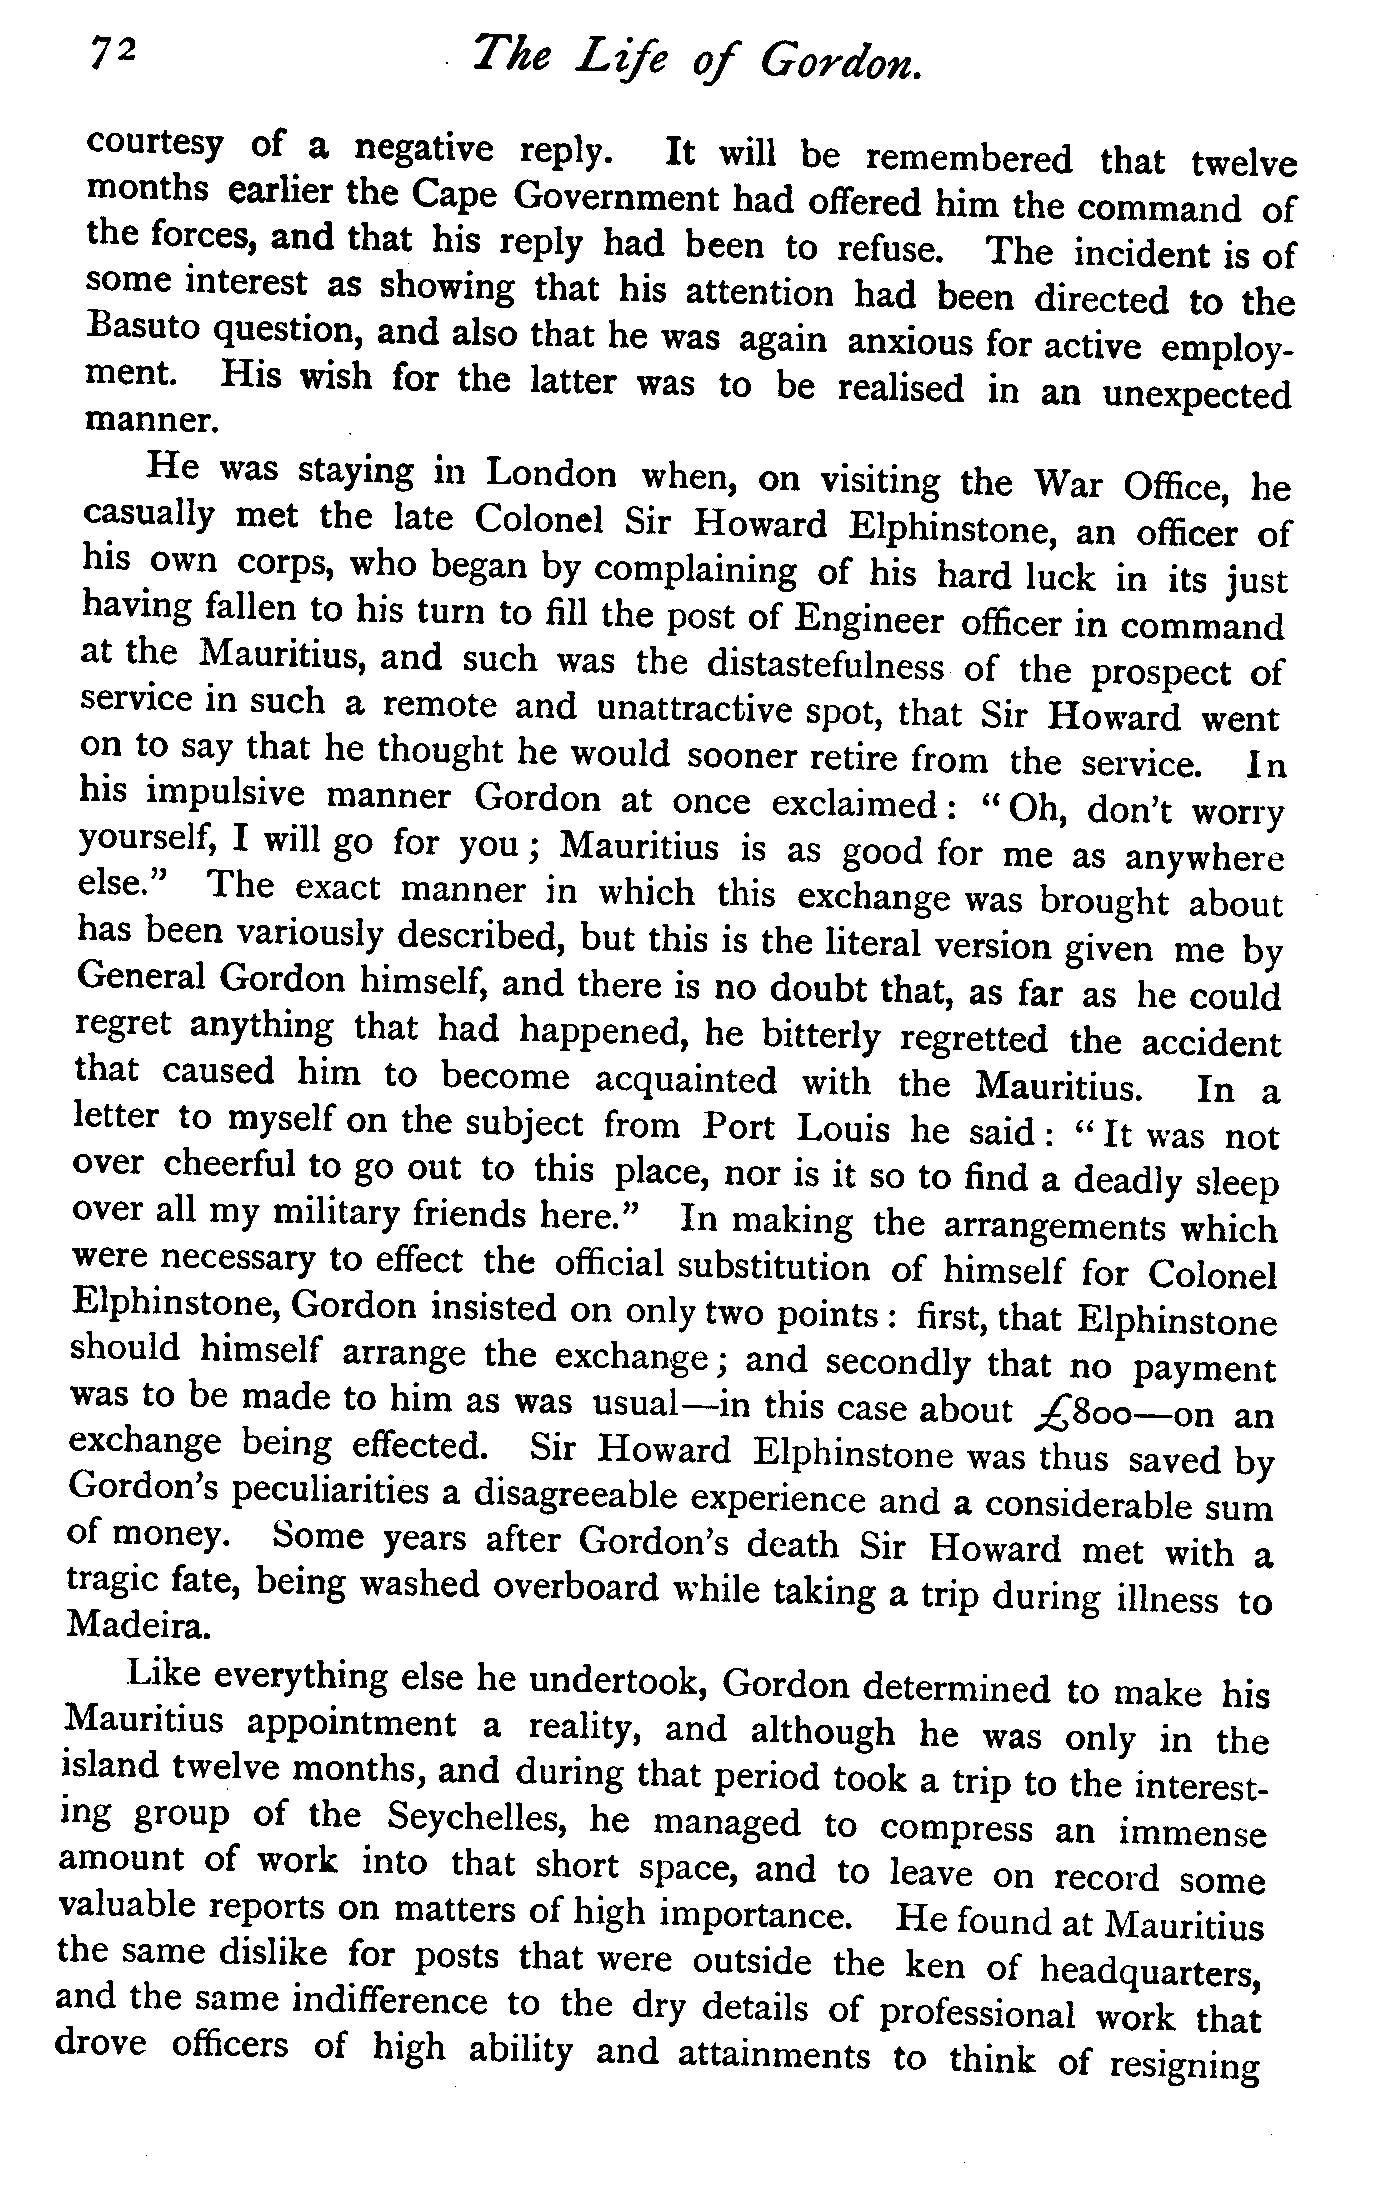 72 The Life of Gordon.
courtesy of a negative reply. It will be remembered that twelve
months earlier the Cape Government had offered him the command of
the forces, and that his reply had been to refuse. The incident is of
some interest as showing that his attention had been directed to the
Basuto question, and also that he was again anxious for active employ-
ment. His wish for the latter was to be realised in an unexpected
manner.
He was staying in London when, on visiting the War Office, he
casually met the late Colonel Sir Howard Elphinstone, an officer of
his own corps, who began by complaining of his hard luck in its just
having fallen to his turn to fill the post of Engineer officer in command
at the Mauritius, and such was the distastefulness of the prospect of
service in such a remote and unattractive spot, that Sir Howard went
on to say that he thought he would sooner retire from the service. In
his impulsive manner Gordon at once exclaimed: "Oh, don't worry
yourself, I will go for you; Mauritius is as good for me as anywhere
else." The exact manner in which this exchange was brought about
has been variously described, but this is the literal version given me by
General Gordon himself, and there is no doubt that, as far as he could
regret anything that had happened, he bitterly regretted the accident
that caused him to become acquainted with the Mauritius. In a
letter to myself on the subject from Port Louis he said: "It was not
over cheerful to go out to this place, nor is it so to find a deadly sleep
over all my military friends here." In making the arrangements which
were necessary to effect the official substitution of himself for Colonel
Elphinstone, Gordon insisted on only two points: first, that Elphinstone
should himself arrange the exchange; and secondly that no payment
was to be made to him as was usual—in this case about £800—on an
exchange being effected. Sir Howard Elphinstone was thus saved by
Gordon's peculiarities a disagreeable experience and a considerable sum
of money. Some years after Gordon's death Sir Howard met with a
tragic fate, being washed overboard while taking a trip during illness to
Madeira.
Like everything else he undertook, Gordon determined to make his
Mauritius appointment a reality, and although he was only in the
island twelve months, and during that period took a trip to the interest-
ing group of the Seychelles, he managed to compress an immense
amount of work into that short space, and to leave on record some
valuable reports on matters of high importance. He found at Mauritius
the same dislike for posts that were outside the ken of headquarters,
and the same indifference to the dry details of professional work that
drove officers of high ability and attainments to think of resigning